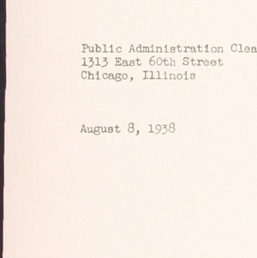 Public Administration Clea
1313 East 60th Street
Chicago, Illinois
August 8, 1938